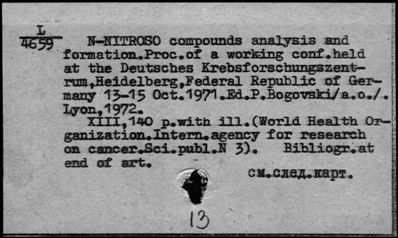 L
4659
N-NITROSO compounds analysis and
formation.Proc.of a working conf.held
at the Deutsches Krebsforschungszent-
rum,Heidelberg,Federal Republic of Ger-
many 13-15 Oct.1971.Ed.P.Bogovski/a.o./.
Lyon,1972.
XIII,140 p.with ill.(World Health Or-
ganization.Intern.agency for research
on cancer.Sci.publ.N 3). Bibliogr.at
end of art.
см.след.карт.
13